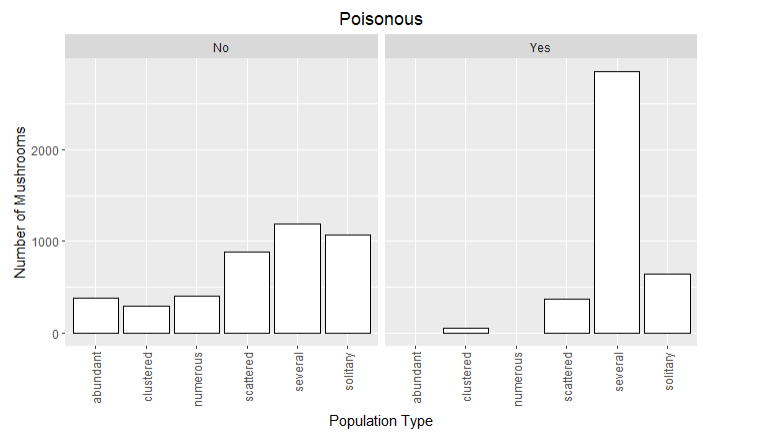 Poisonous
No
Yes
Number of Mushrooms
2000
1000
0
abundant
clustered
numerous
scattered
several
solitary
abundant
clustered
numerous
scattered
several
solitary
Population Type